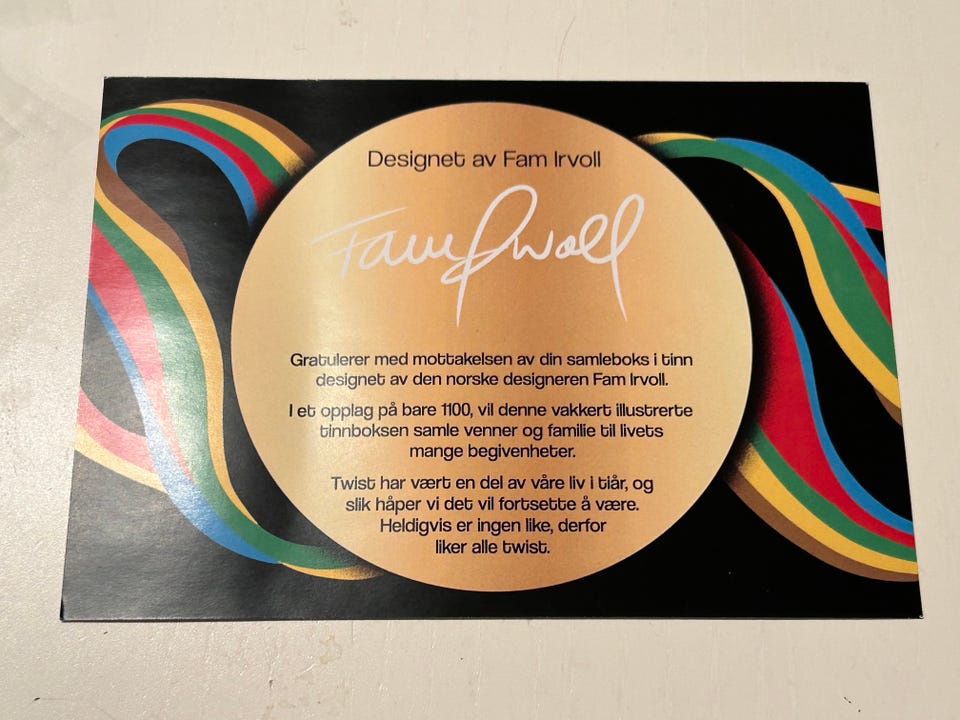 Designet av Fam Irvoll
Fam Irvoll
Gratulerer med mottakelsen av din samleboks i tinn
designet av den norske designeren Fam Irvoll.
I et opplag på bare 1100, vil denne vakkert illustrerte
tinnboksen samle venner og familie til livets
mange begivenheter.
Twist har vært en del av våre liv i tiår, og
slik håper vi det vil fortsette å være.
Heldigvis er ingen like, derfor
liker alle twist.